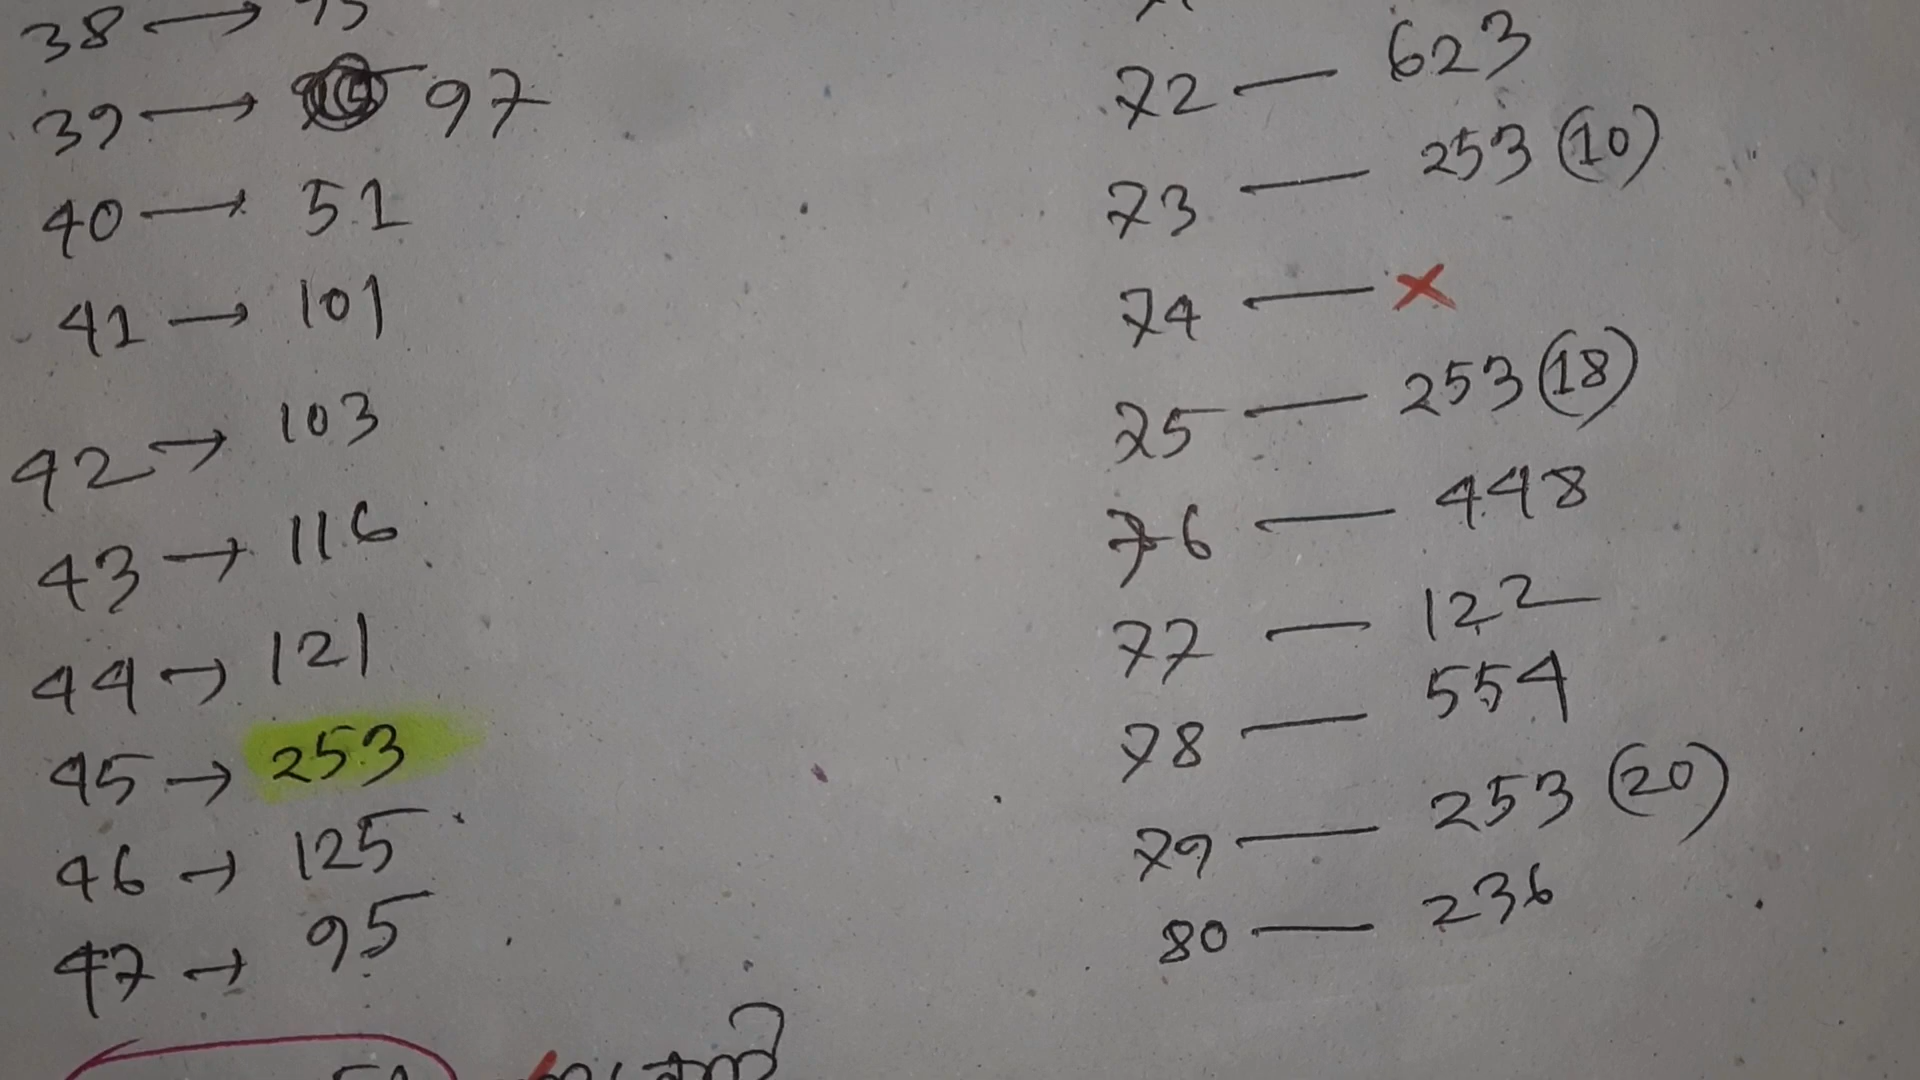 38 →
39 → 97
40 → 51
41 → 101
42 → 103
43 → 116
44 → 121
45 → 253
46 → 125
47 → 95
72 — 623
73 — 253 (10)
74 — ×
75 — 253 (18)
76 — 448
77 — 122
78 — 554
79 — 253 (20)
80 — 236